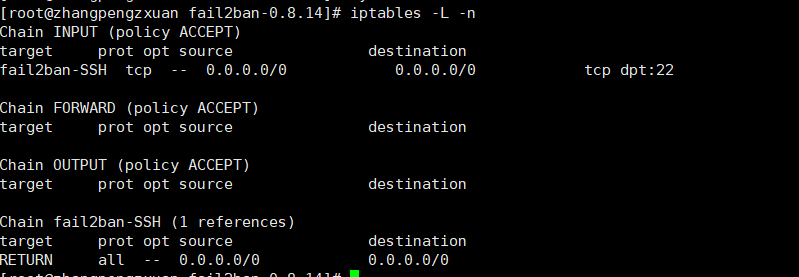 [root@zhangpengzxuan fail2ban-0.8.14]# iptables -L -n
Chain INPUT (policy ACCEPT)
target     prot opt source               destination
fail2ban-SSH  tcp  --  0.0.0.0/0            0.0.0.0/0            tcp dpt:22
Chain FORWARD (policy ACCEPT)
target     prot opt source               destination
Chain OUTPUT (policy ACCEPT)
target     prot opt source               destination
Chain fail2ban-SSH (1 references)
target     prot opt source               destination
RETURN     all  --  0.0.0.0/0            0.0.0.0/0
[root@zhangpengzxuan fail2ban-0.8.14]#